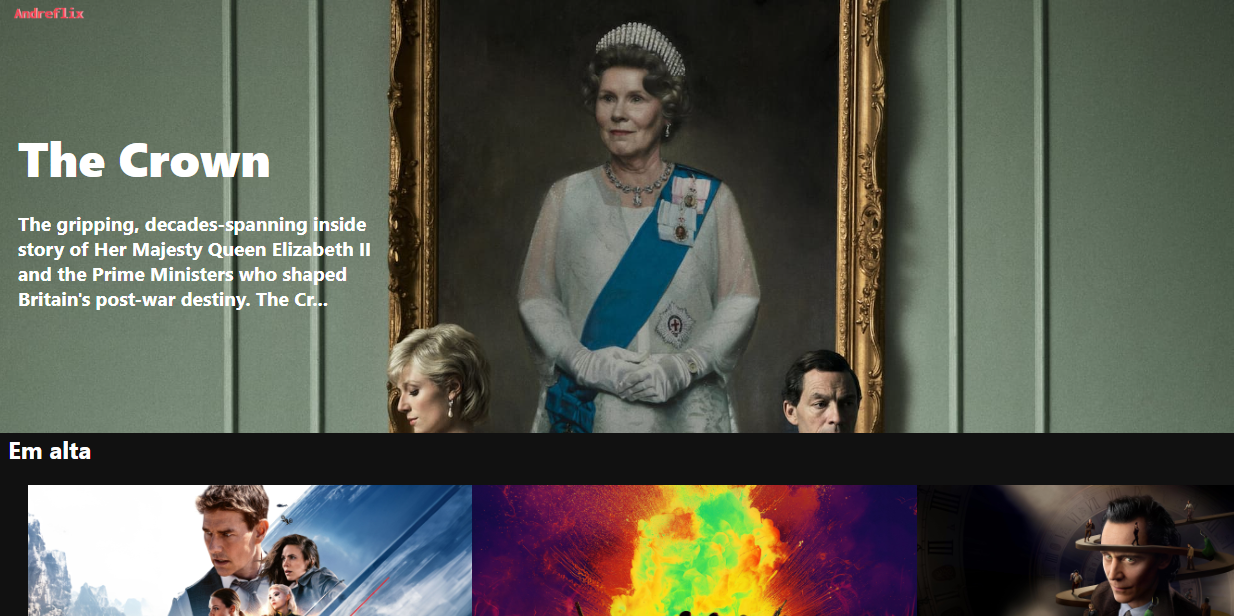 Andreflix
The Crown
The gripping, decades-spanning inside
story of Her Majesty Queen Elizabeth II
and the Prime Ministers who shaped
Britain's post-war destiny. The Cr...
Em alta